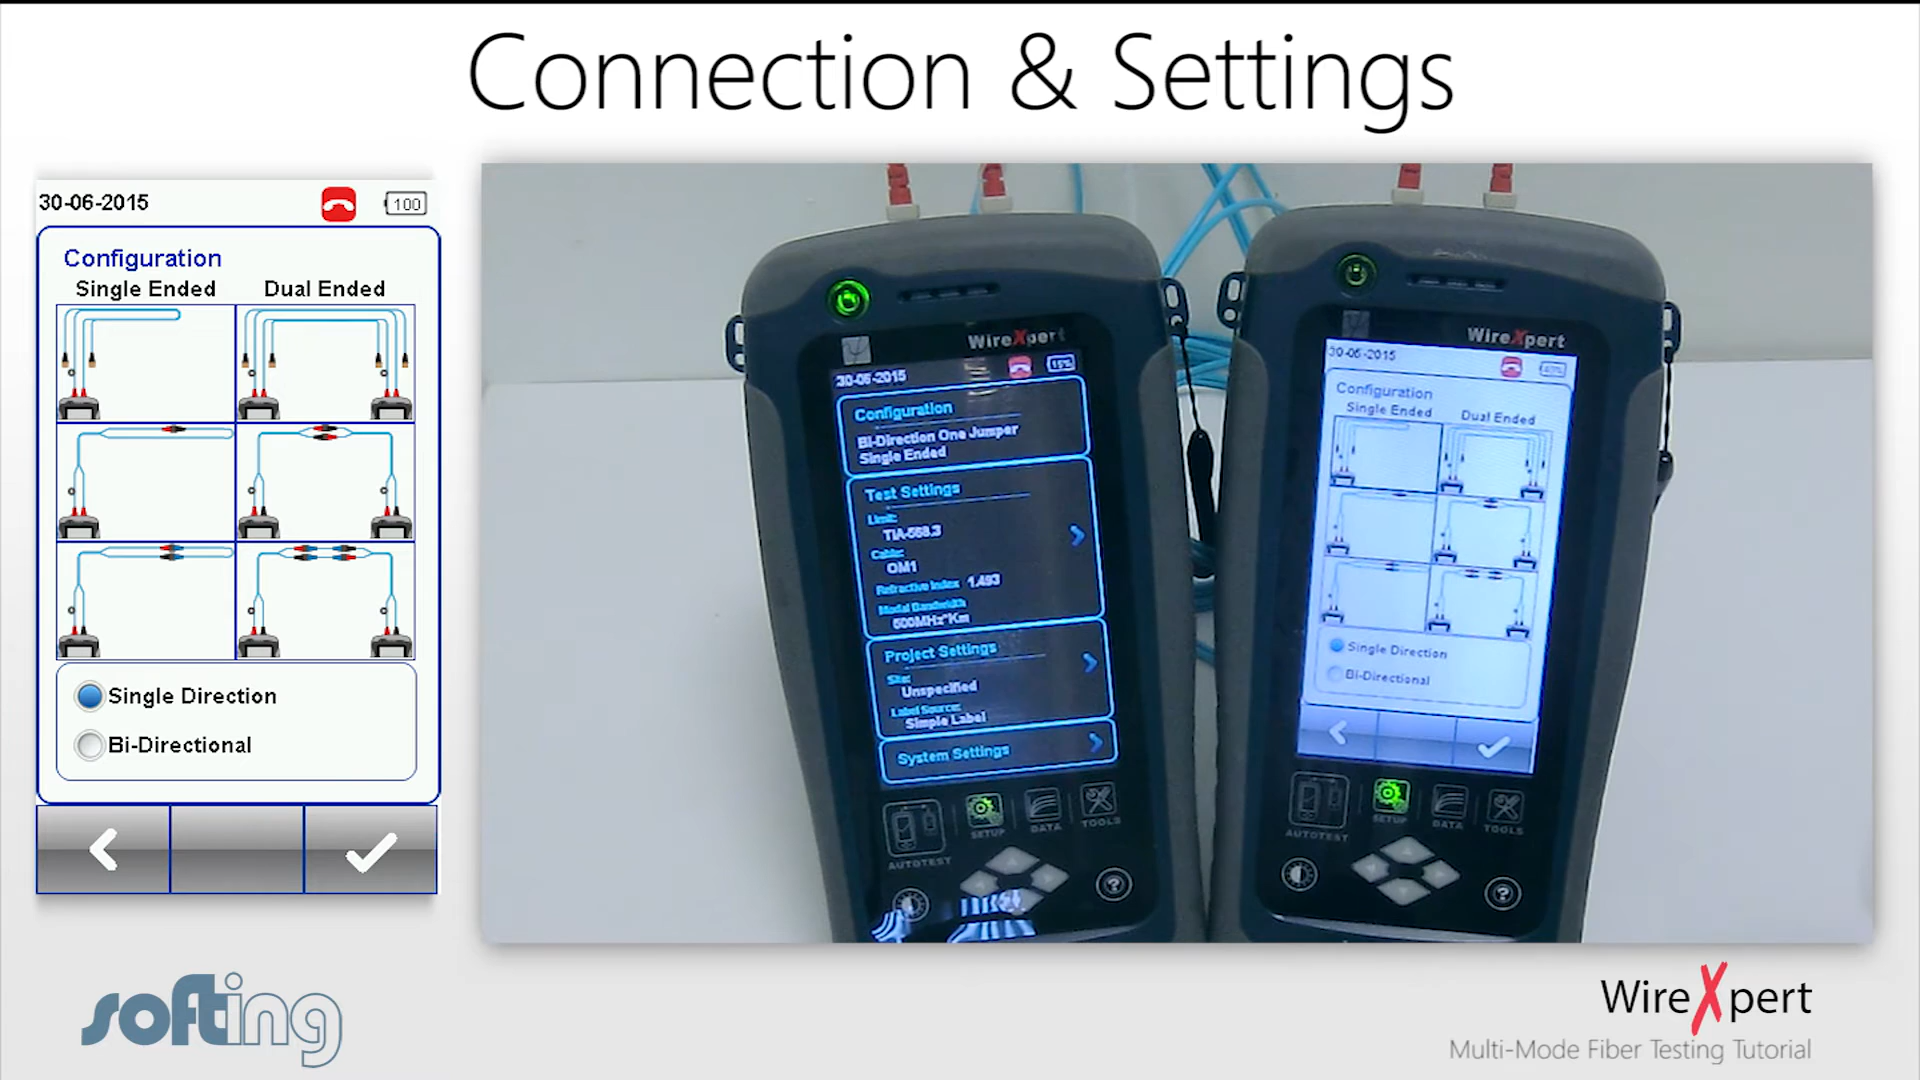 Connection & Settings
30-06-2015
100
Configuration
Single Ended Dual Ended
Single Direction
Bi-Directional
WireXpert
30-06-2015 15%
Configuration
Bi-Direction One Jumper
Single Ended
Test Settings
Limit:
TIA-568.3
Cable:
OM1
Refractive Index 1.493
Modal Bandwidth
500MHz*Km
Project Settings
Site:
Unspecified
Label Source:
Simple Label
System Settings
AUTOTEST SETUP DATA TOOLS
?
WireXpert
30-06-2015
Configuration
Single Ended Dual Ended
Single Direction
Bi-Directional
AUTOTEST SETUP DATA TOOLS
?
softing
WireXpert
Multi-Mode Fiber Testing Tutorial